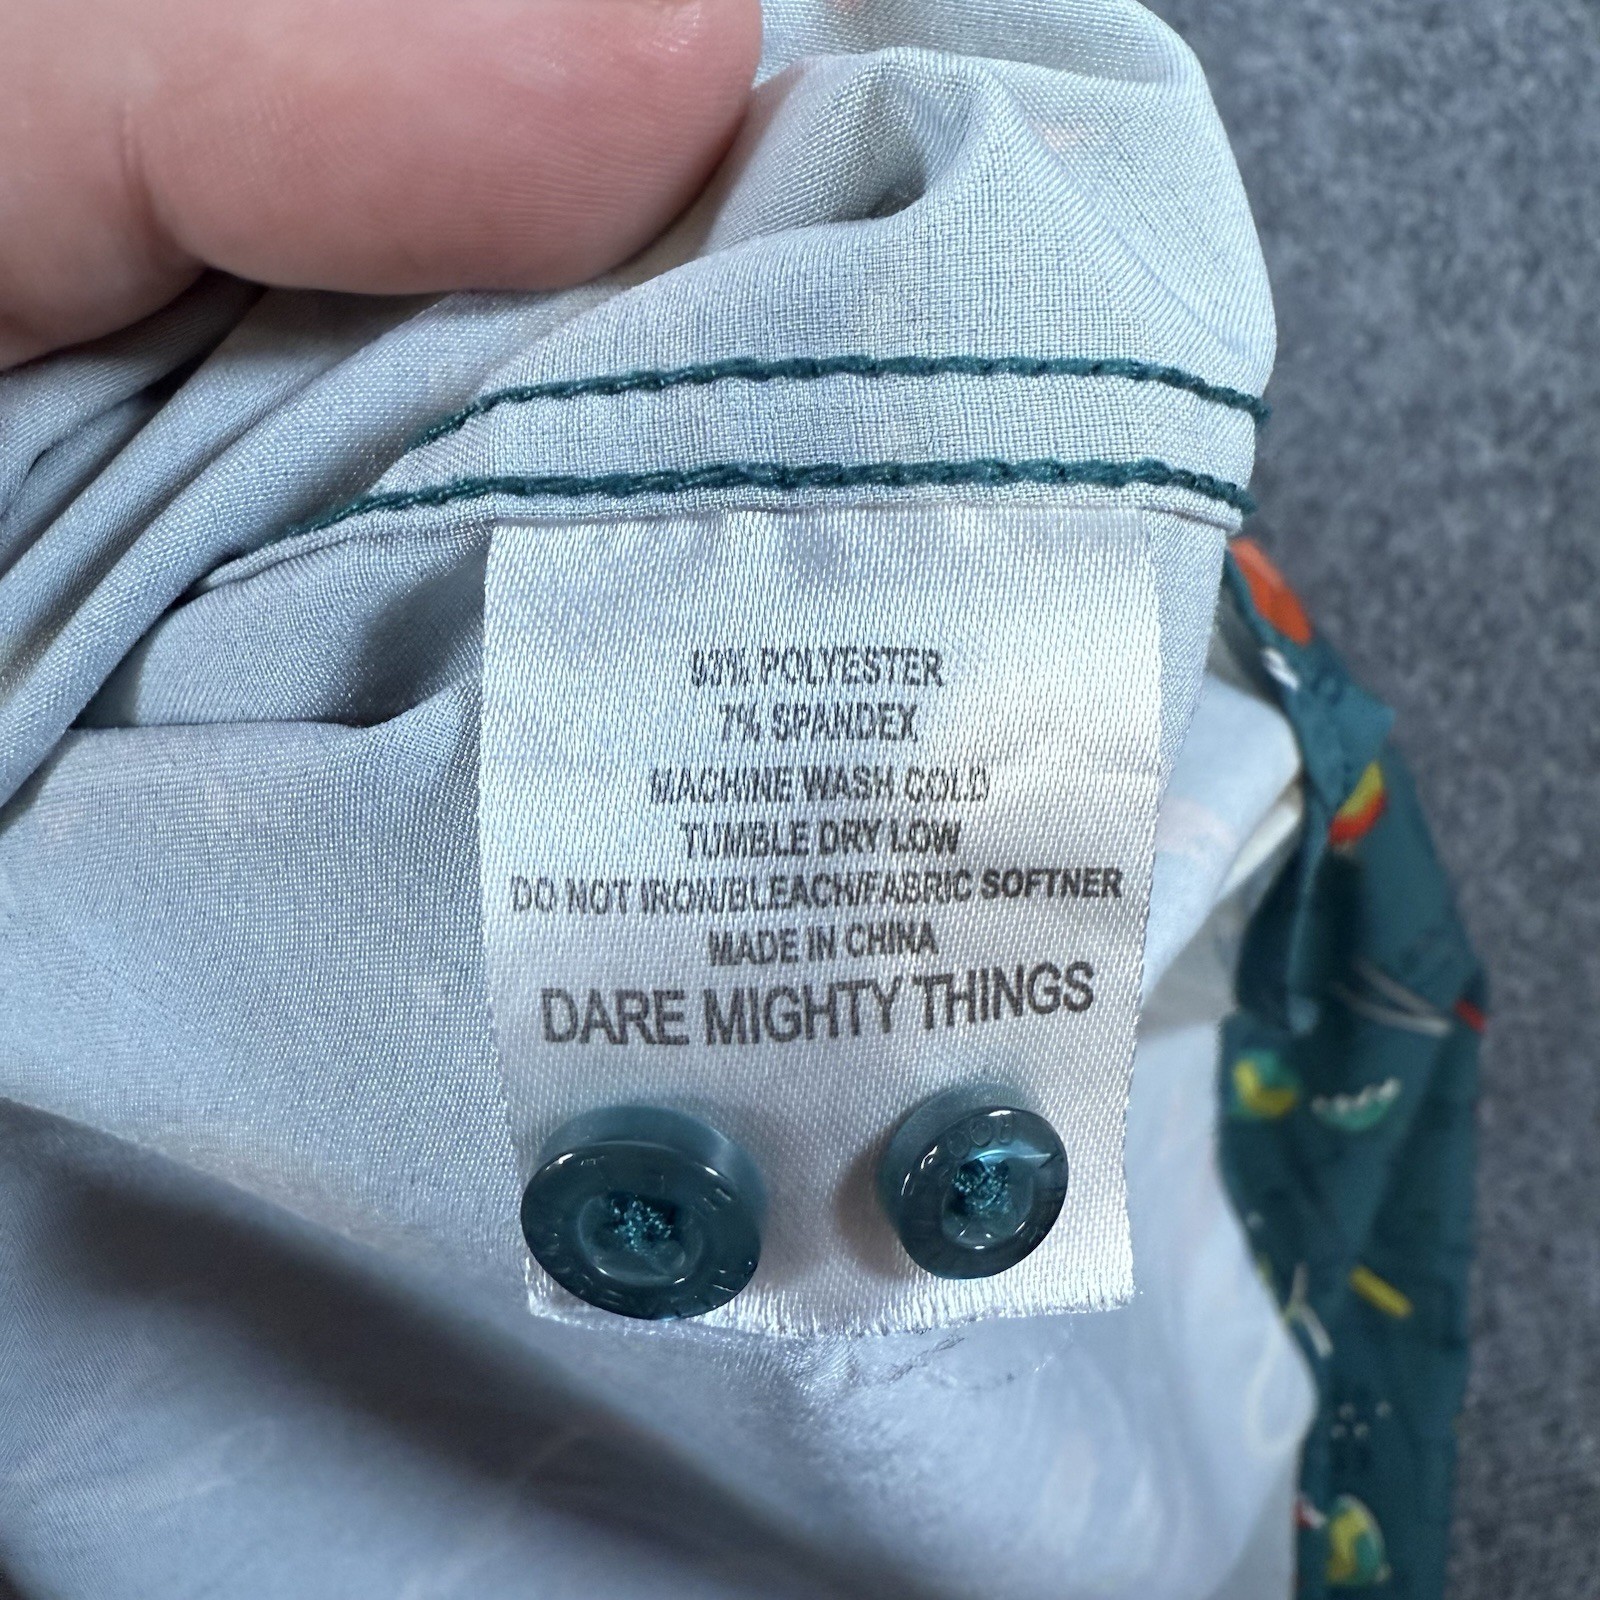 93% POLYESTER
7% SPANDEX
MACHINE WASH COLD
TUMBLE DRY LOW
DO NOT IRON/BLEACH/FABRIC SOFTNER
MADE IN CHINA
DARE MIGHTY THINGS